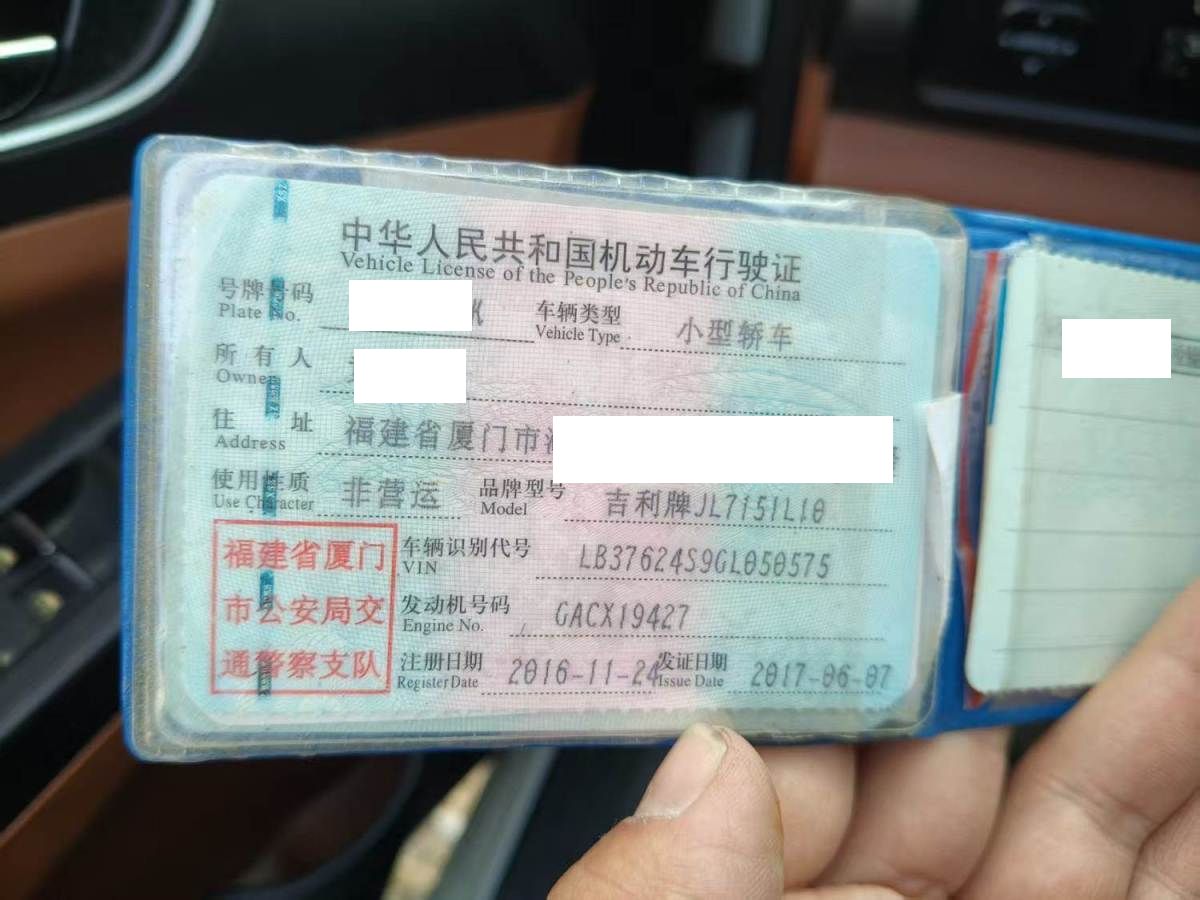 中华人民共和国机动车行驶证
Vehicle License of the People's Republic of China
号牌号码 车辆类型 小型轿车
Plate No. Vehicle Type
所有人
Owner
住址 福建省厦门市
Address
使用性质 非营运 品牌型号 吉利牌JL7151L10
Use Character Model
福建省厦门 车辆识别代号 LB37624S9GL050575
VIN
市公安局交 发动机号码 GACX19427
Engine No.
通警察支队 注册日期 2016-11-24 发证日期 2017-06-07
Register Date Issue Date